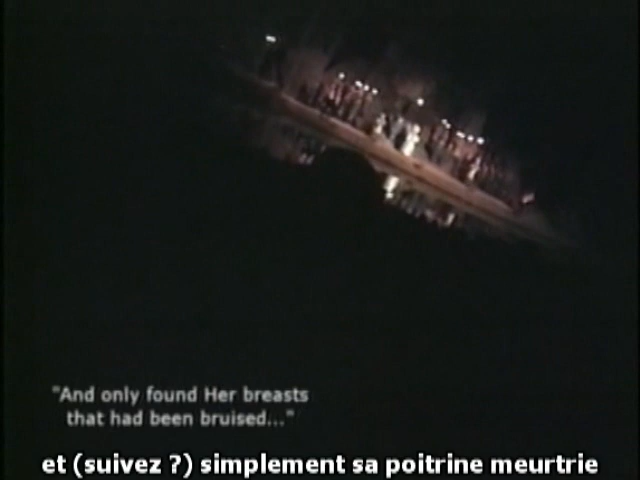 "And only found Her breasts
that had been bruised..."
et (suivez ?) simplement sa poitrine meurtrie